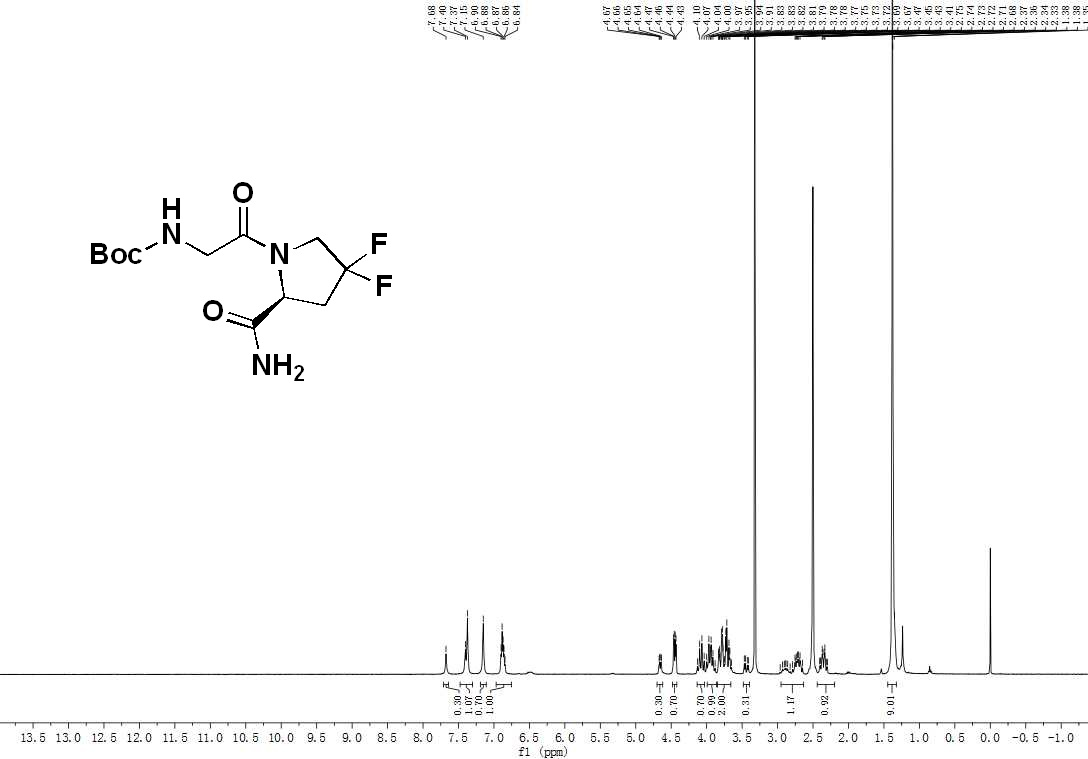 7.68 7.40 7.37 7.15 6.90 6.88 6.87 6.86 6.84 4.67 4.66 4.65 4.64 4.47 4.46 4.44 4.43 4.10 4.07 4.04 4.00 3.97 3.95 3.94 3.91 3.83 3.83 3.82 3.81 3.79 3.78 3.78 3.77 3.75 3.73 3.72 3.69 3.67 3.47 3.45 3.43 3.41 2.75 2.74 2.73 2.72 2.71 2.68 2.37 2.36 2.34 2.33 1.38 1.38
O
H
N
Boc
N
F
F
O
NH2
0.30 1.07 0.70 1.00 0.30 0.70 0.70 0.99 2.00 0.31 1.17 0.92 9.01
13.5 13.0 12.5 12.0 11.5 11.0 10.5 10.0 9.5 9.0 8.5 8.0 7.5 7.0 6.5 6.0 5.5 5.0 4.5 4.0 3.5 3.0 2.5 2.0 1.5 1.0 0.5 0.0 -0.5 -1.0
f1 (ppm)